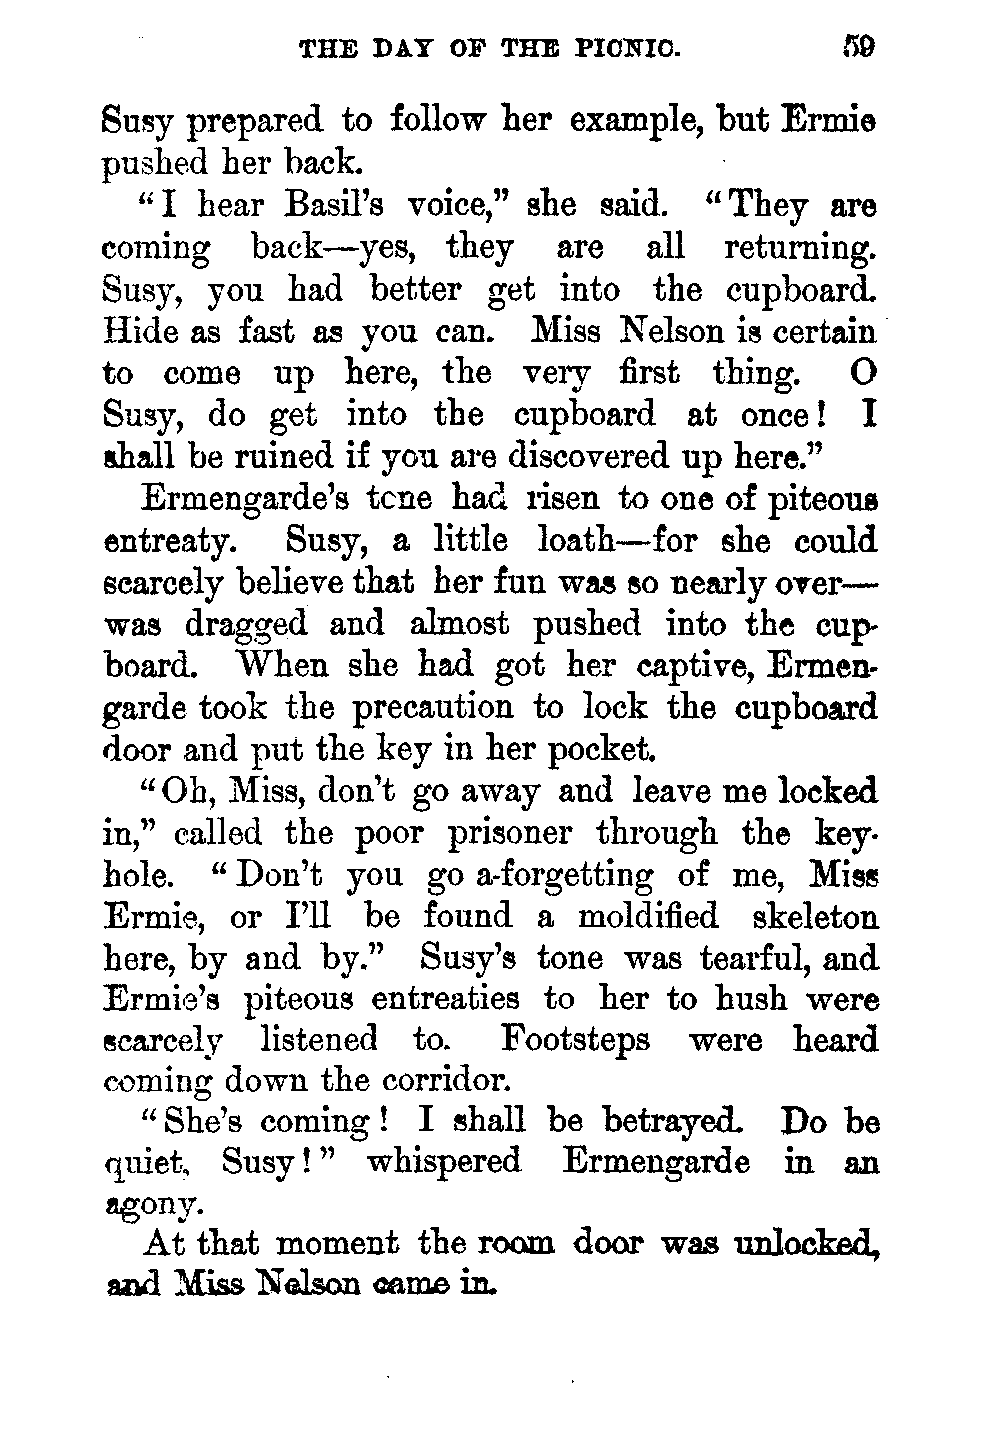 THE DAY OF THE PICNIC. 59
Susy prepared to follow her example, but Ermie
pushed her back.
“I hear Basil’s voice,” she said. “They are
coming back—yes, they are all returning.
Susy, you had better get into the cupboard.
Hide as fast as you can. Miss Nelson is certain
to come up here, the very first thing. O
Susy, do get into the cupboard at once! I
shall be ruined if you are discovered up here.”
Ermengarde’s tone had risen to one of piteous
entreaty. Susy, a little loath—for she could
scarcely believe that her fun was so nearly over—
was dragged and almost pushed into the cup-
board. When she had got her captive, Ermen-
garde took the precaution to lock the cupboard
door and put the key in her pocket.
“Oh, Miss, don’t go away and leave me locked
in,” called the poor prisoner through the key-
hole. “Don’t you go a-forgetting of me, Miss
Ermie, or I’ll be found a moldified skeleton
here, by and by.” Susy’s tone was tearful, and
Ermie’s piteous entreaties to her to hush were
scarcely listened to. Footsteps were heard
coming down the corridor.
“She’s coming! I shall be betrayed. Do be
quiet, Susy!” whispered Ermengarde in an
agony.
At that moment the room door was unlocked,
and Miss Nelson came in.